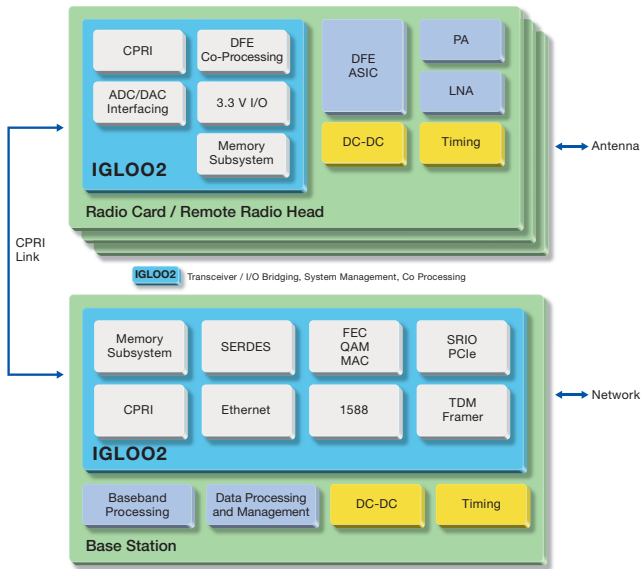 CPRI
DFE
Co-Processing
ADC/DAC
Interfacing
3.3 V I/O
Memory
Subsystem
IGLOO2
DFE
ASIC
PA
LNA
DC-DC
Timing
Radio Card / Remote Radio Head
Antenna
CPRI
Link
IGLOO2 Transceiver / I/O Bridging, System Management, Co Processing
Memory
Subsystem
SERDES
FEC
QAM
MAC
SRIO
PCIe
CPRI
Ethernet
1588
TDM
Framer
IGLOO2
Network
Baseband
Processing
Data Processing
and Management
DC-DC
Timing
Base Station